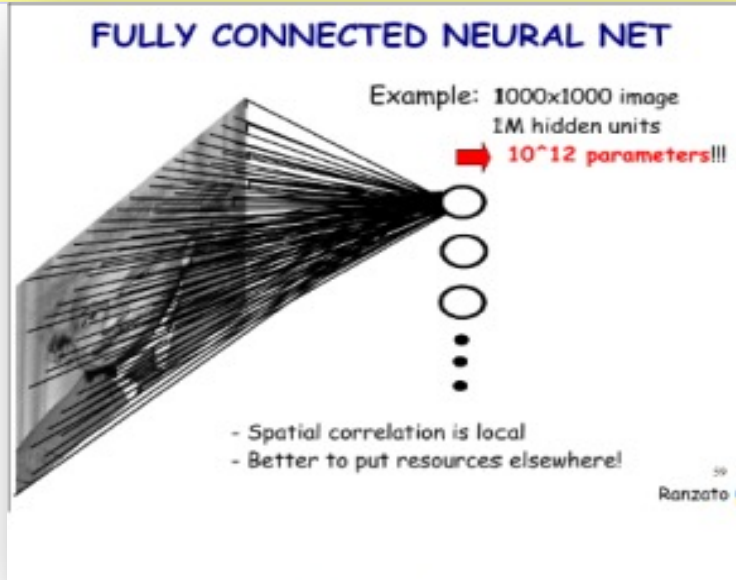 FULLY CONNECTED NEURAL NET
Example: 1000x1000 image
1M hidden units
10^12 parameters!!!
- Spatial correlation is local
- Better to put resources elsewhere!
59
Ranzato